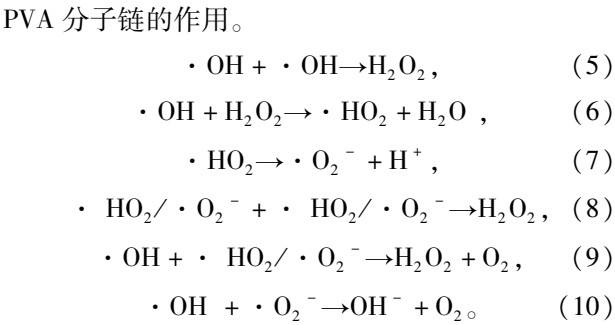 PVA 分子链的作用。
· OH + · OH→H₂O₂, (5)
· OH + H₂O₂→ · HO₂ + H₂O , (6)
· HO₂→ · O₂⁻ + H⁺, (7)
· HO₂/ · O₂⁻ + · HO₂/ · O₂⁻→H₂O₂, (8)
· OH + · HO₂/ · O₂⁻→H₂O₂ + O₂, (9)
· OH + · O₂⁻→OH⁻ + O₂。 (10)